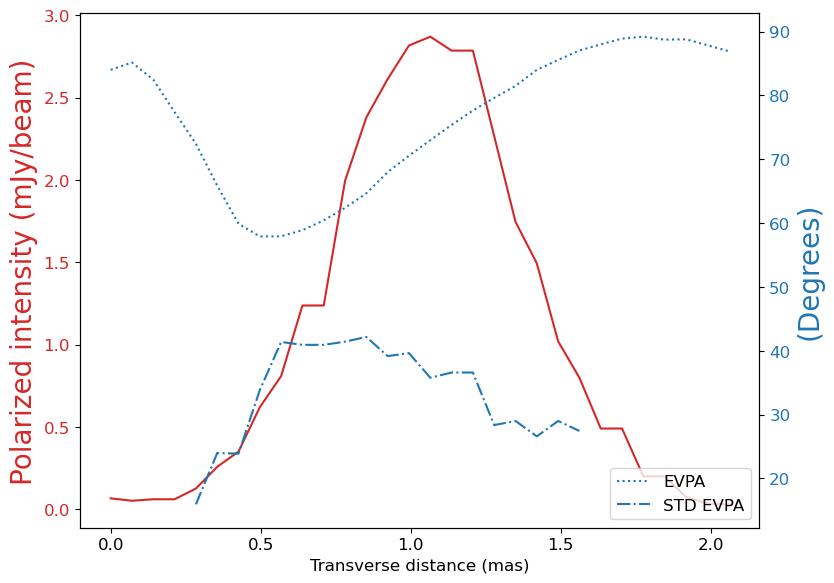 3.0
2.5
2.0
1.5
1.0
0.5
0.0
Polarized intensity (mJy/beam)
90
80
70
60
50
40
30
20
(Degrees)
EVPA
STD EVPA
0.0 0.5 1.0 1.5 2.0
Transverse distance (mas)